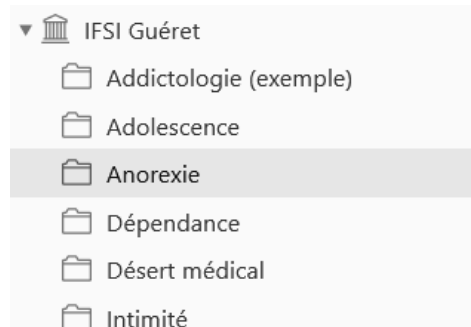 IFSI Guéret
Addictologie (exemple)
Adolescence
Anorexie
Dépendance
Désert médical
Intimité